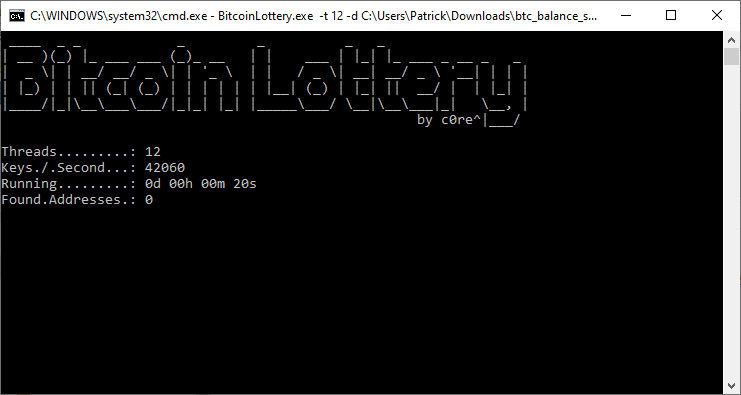 C:\WINDOWS\system32\cmd.exe - BitcoinLottery.exe -t 12 -d C:\Users\Patrick\Downloads\btc_balance_s...
Bitcoin Lottery
by c0re^
Threads.........: 12
Keys./.Second...: 42060
Running.........: 0d 00h 00m 20s
Found.Addresses.: 0